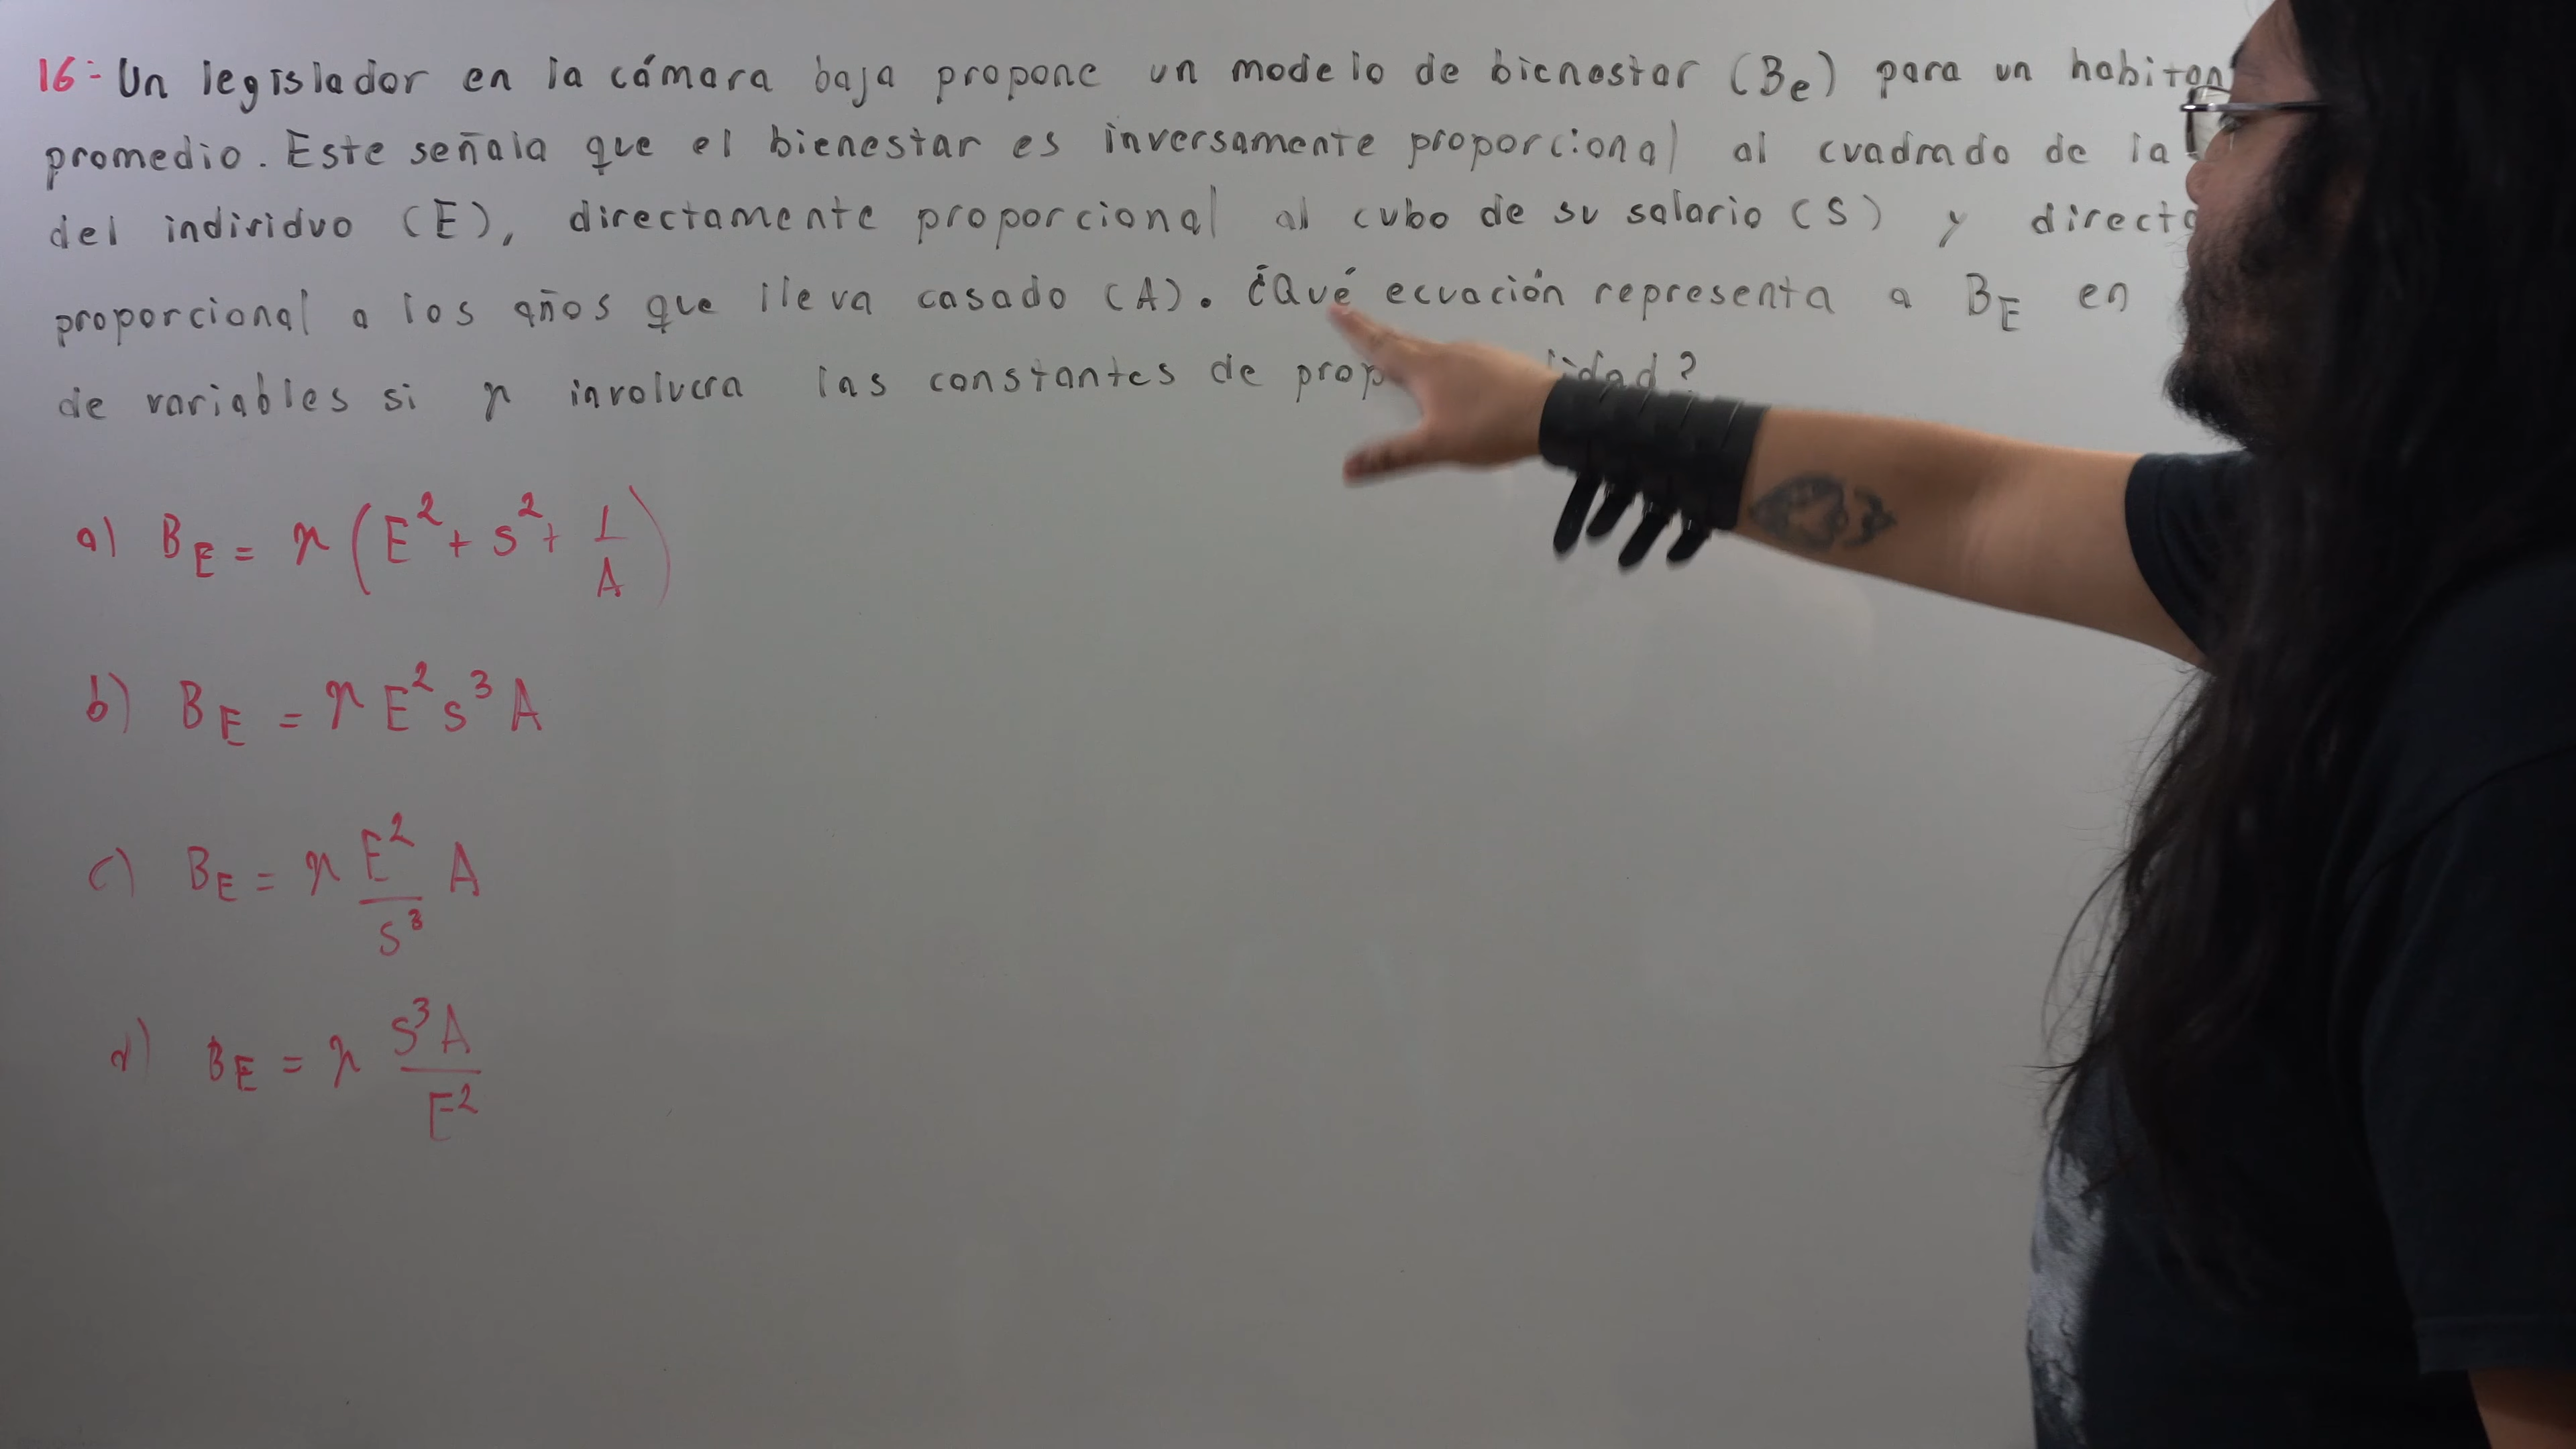 16= Un legislador en la cámara baja propone un modelo de bienestar (Be) para un
promedio. Este señala que el bienestar es inversamente proporcional al cuadrado de la
del individuo (E), directamente proporcional al cubo de su salario (S) y
proporcional a los años que lleva casado (A). ¿Qué ecuación representa a BE en
de variables si r involucra las constantes de
a) BE = r (E² + s² + 1/A)
b) BE = r E² s³ A
c) BE = r E²/s³ A
d) BE = r s³A/E²